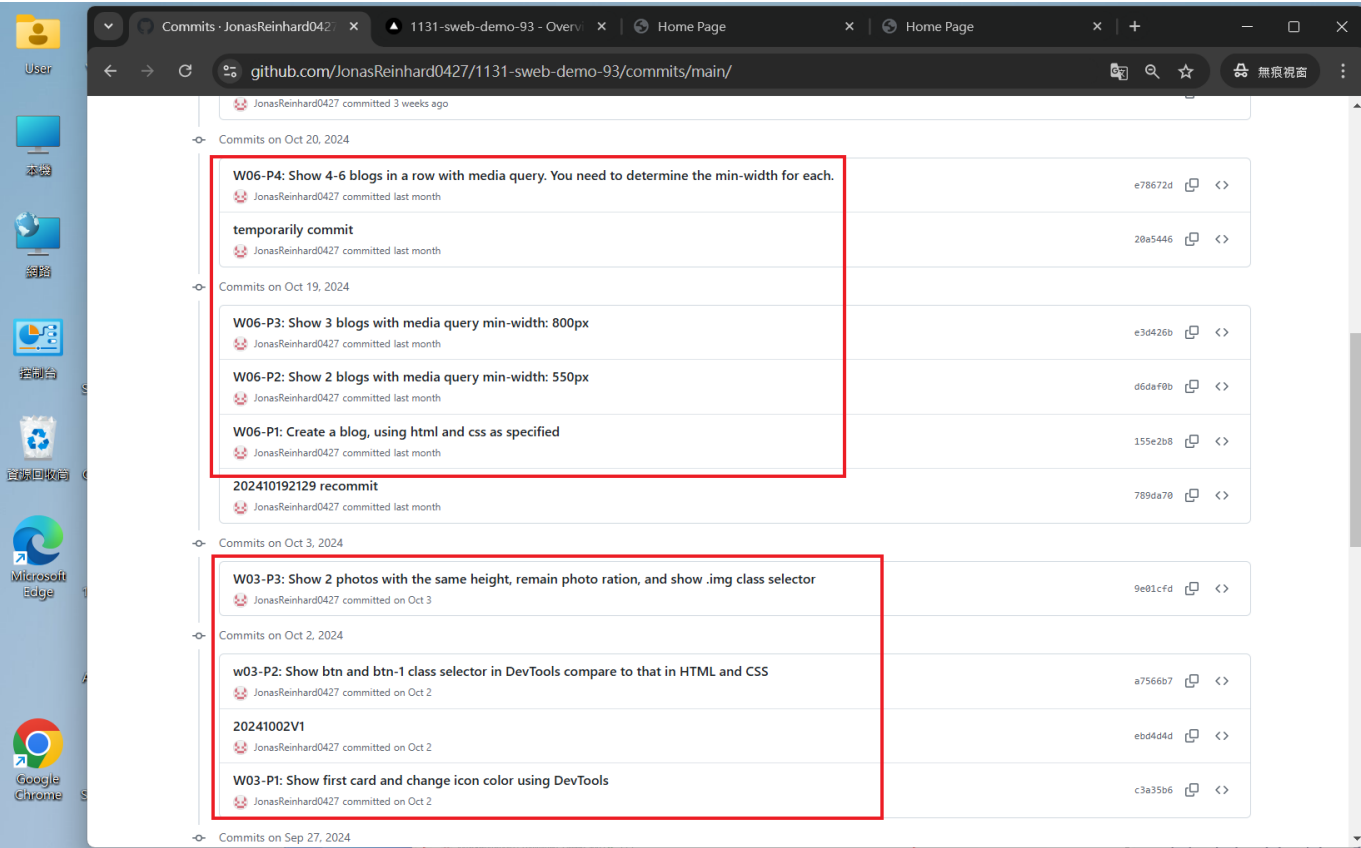 User
本機
網路
控制台
資源回收筒
Microsoft
Edge
Google
Chrome
Commits · JonasReinhard0427
1131-sweb-demo-93 - Overvi
Home Page
Home Page
github.com/JonasReinhard0427/1131-sweb-demo-93/commits/main/
無痕視窗
JonasReinhard0427 committed 3 weeks ago
Commits on Oct 20, 2024
W06-P4: Show 4-6 blogs in a row with media query. You need to determine the min-width for each.
JonasReinhard0427 committed last month
e78672d
temporarily commit
JonasReinhard0427 committed last month
20a5446
Commits on Oct 19, 2024
W06-P3: Show 3 blogs with media query min-width: 800px
JonasReinhard0427 committed last month
e3d426b
W06-P2: Show 2 blogs with media query min-width: 550px
JonasReinhard0427 committed last month
d6daf0b
W06-P1: Create a blog, using html and css as specified
JonasReinhard0427 committed last month
155e2b8
202410192129 recommit
JonasReinhard0427 committed last month
789da70
Commits on Oct 3, 2024
W03-P3: Show 2 photos with the same height, remain photo ration, and show .img class selector
JonasReinhard0427 committed on Oct 3
9e01cfd
Commits on Oct 2, 2024
w03-P2: Show btn and btn-1 class selector in DevTools compare to that in HTML and CSS
JonasReinhard0427 committed on Oct 2
a7566b7
20241002V1
JonasReinhard0427 committed on Oct 2
ebd4d4d
W03-P1: Show first card and change icon color using DevTools
JonasReinhard0427 committed on Oct 2
c3a35b6
Commits on Sep 27, 2024